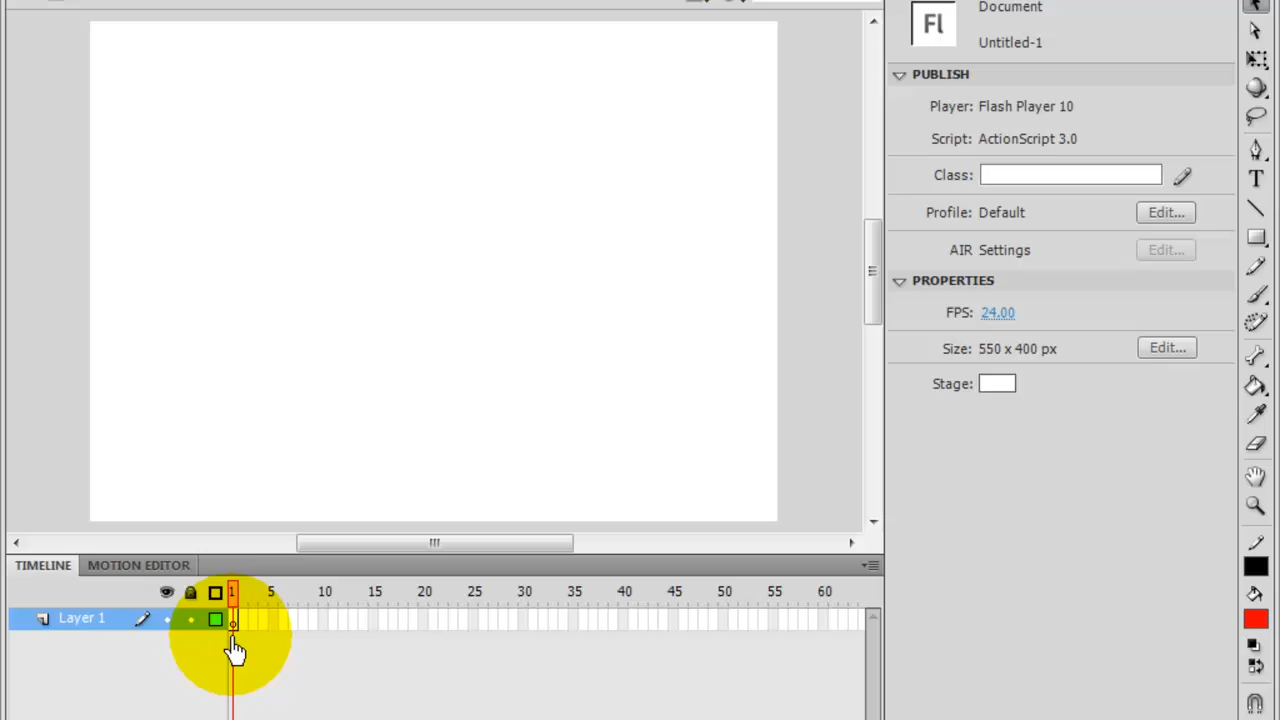 Document
Fl
Untitled-1
PUBLISH
Player: Flash Player 10
Script: ActionScript 3.0
Class:
Profile: Default
Edit...
AIR Settings
Edit...
PROPERTIES
FPS: 24.00
Size: 550 x 400 px
Edit...
Stage:
T
TIMELINE
MOTION EDITOR
1 5 10 15 20 25 30 35 40 45 50 55 60
Layer 1